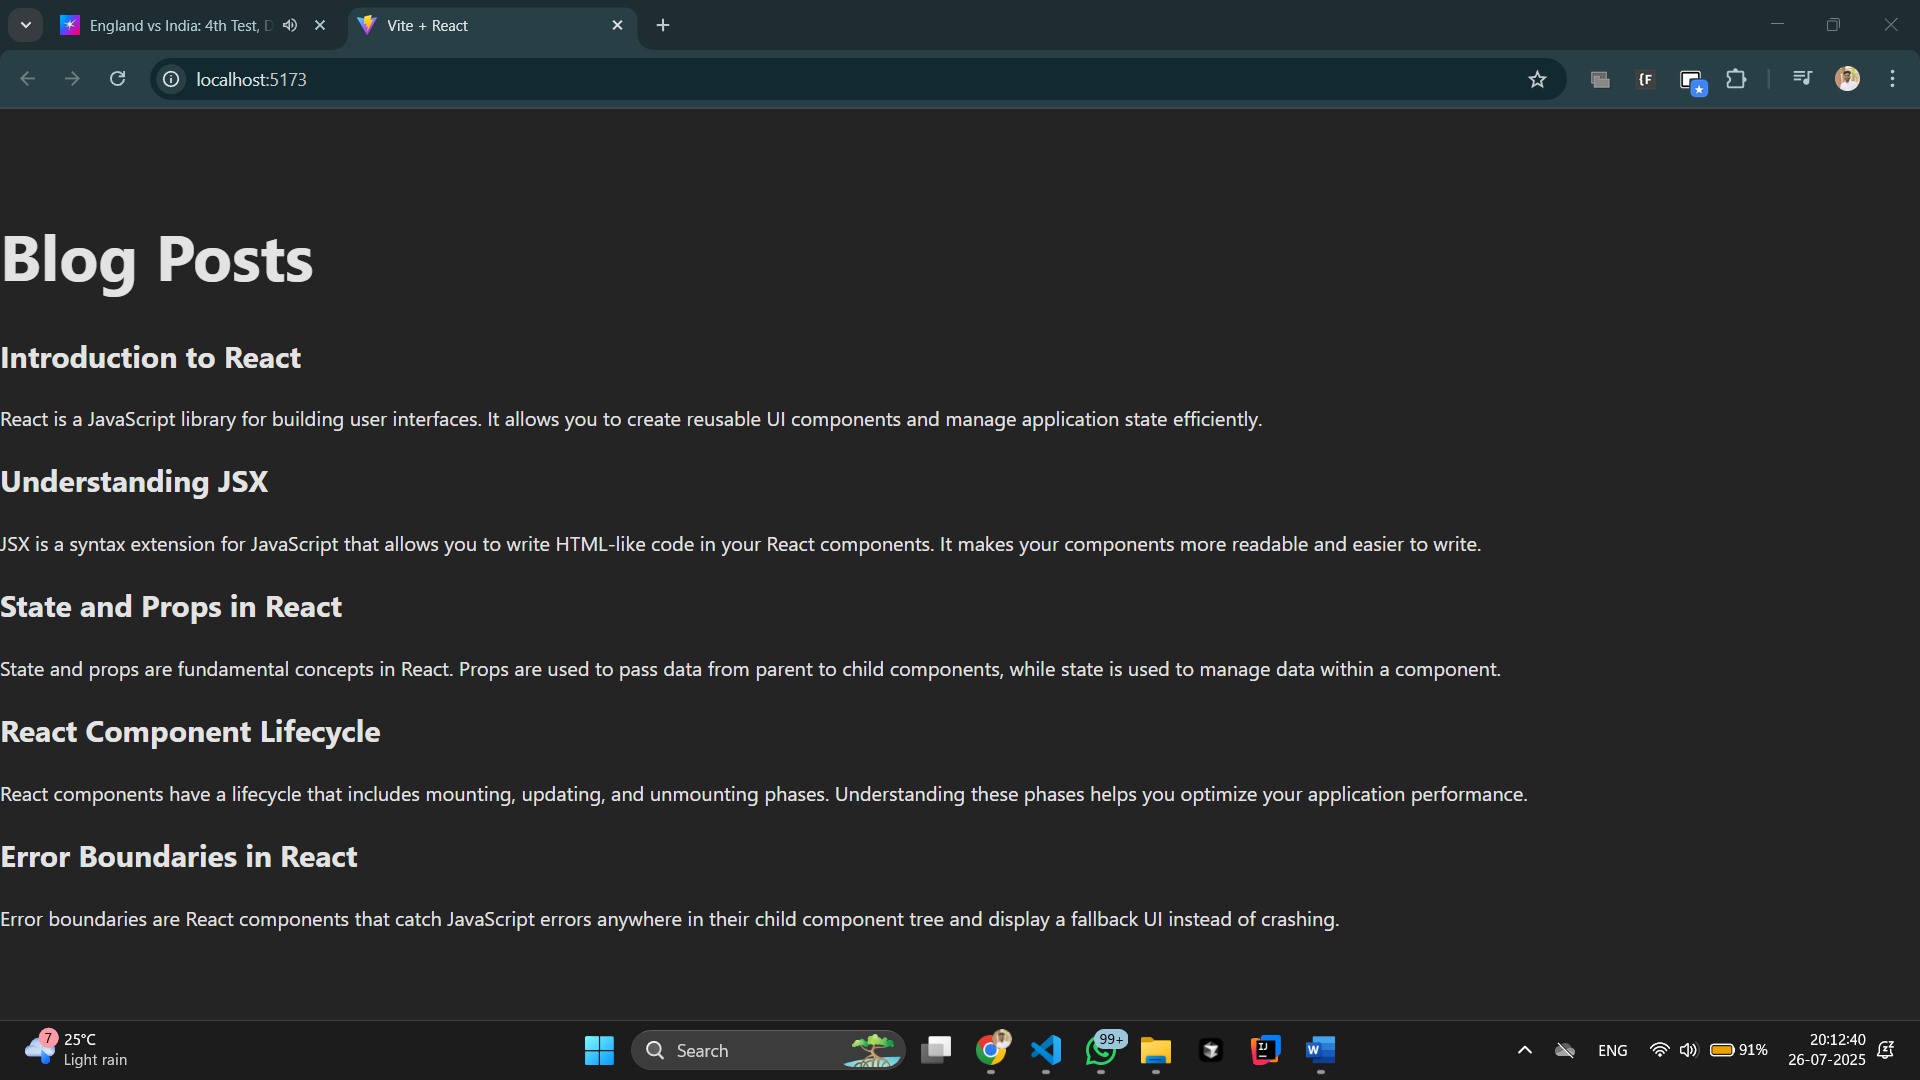 England vs India: 4th Test, D
Vite + React
localhost:5173
{F
Blog Posts
Introduction to React
React is a JavaScript library for building user interfaces. It allows you to create reusable UI components and manage application state efficiently.
Understanding JSX
JSX is a syntax extension for JavaScript that allows you to write HTML-like code in your React components. It makes your components more readable and easier to write.
State and Props in React
State and props are fundamental concepts in React. Props are used to pass data from parent to child components, while state is used to manage data within a component.
React Component Lifecycle
React components have a lifecycle that includes mounting, updating, and unmounting phases. Understanding these phases helps you optimize your application performance.
Error Boundaries in React
Error boundaries are React components that catch JavaScript errors anywhere in their child component tree and display a fallback UI instead of crashing.
7
25°C
Light rain
Search
99+
IJ
W
ENG
91%
20:12:40
26-07-2025